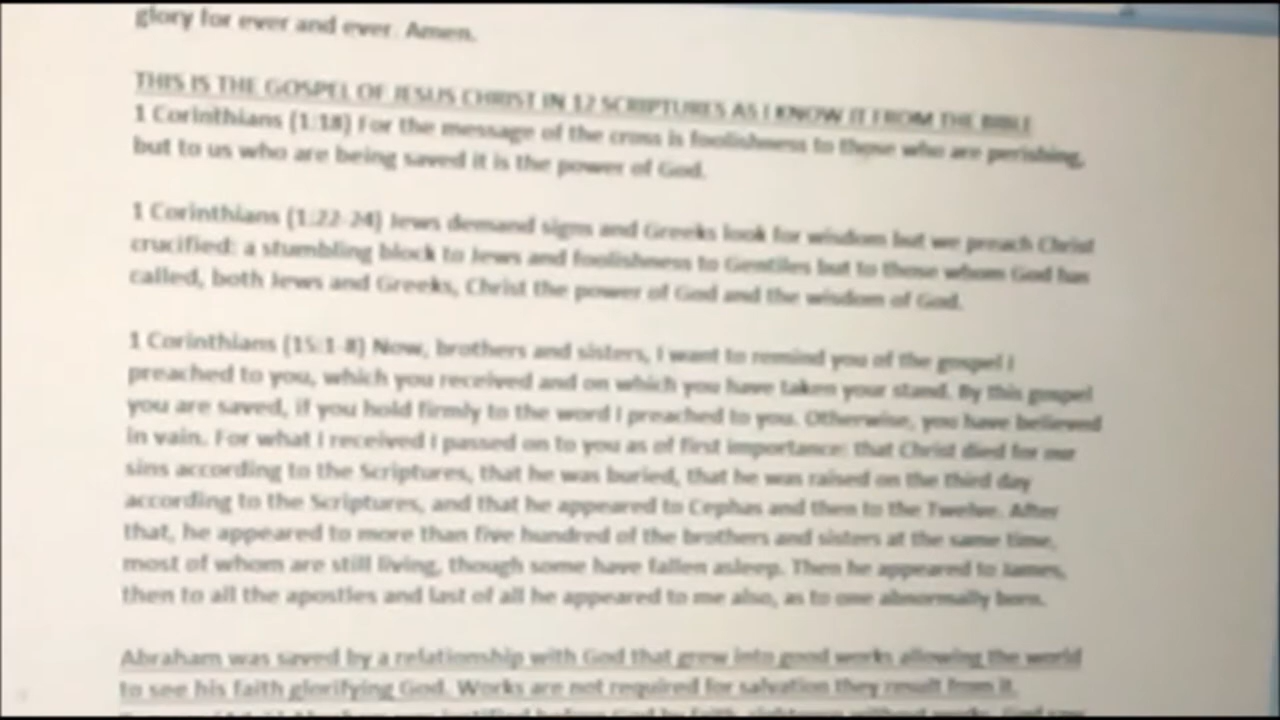 glory for ever and ever. Amen.
THIS IS THE GOSPEL OF JESUS CHRIST IN 12 SCRIPTURES AS I KNOW IT FROM THE BIBLE
1 Corinthians (1:18) For the message of the cross is foolishness to those who are perishing,
but to us who are being saved it is the power of God.
1 Corinthians (1:22-24) Jews demand signs and Greeks look for wisdom but we preach Christ
crucified: a stumbling block to Jews and foolishness to Gentiles but to those whom God has
called, both Jews and Greeks, Christ the power of God and the wisdom of God.
1 Corinthians (15:1-8) Now, brothers and sisters, I want to remind you of the gospel I
preached to you, which you received and on which you have taken your stand. By this gospel
you are saved, if you hold firmly to the word I preached to you. Otherwise, you have believed
in vain. For what I received I passed on to you as of first importance: that Christ died for our
sins according to the Scriptures, that he was buried, that he was raised on the third day
according to the Scriptures, and that he appeared to Cephas and then to the Twelve. After
that, he appeared to more than five hundred of the brothers and sisters at the same time,
most of whom are still living, though some have fallen asleep. Then he appeared to James,
then to all the apostles and last of all he appeared to me also, as to one abnormally born.
Abraham was saved by a relationship with God that grew into good works allowing the world
to see his faith glorifying God. Works are not required for salvation they result from it.